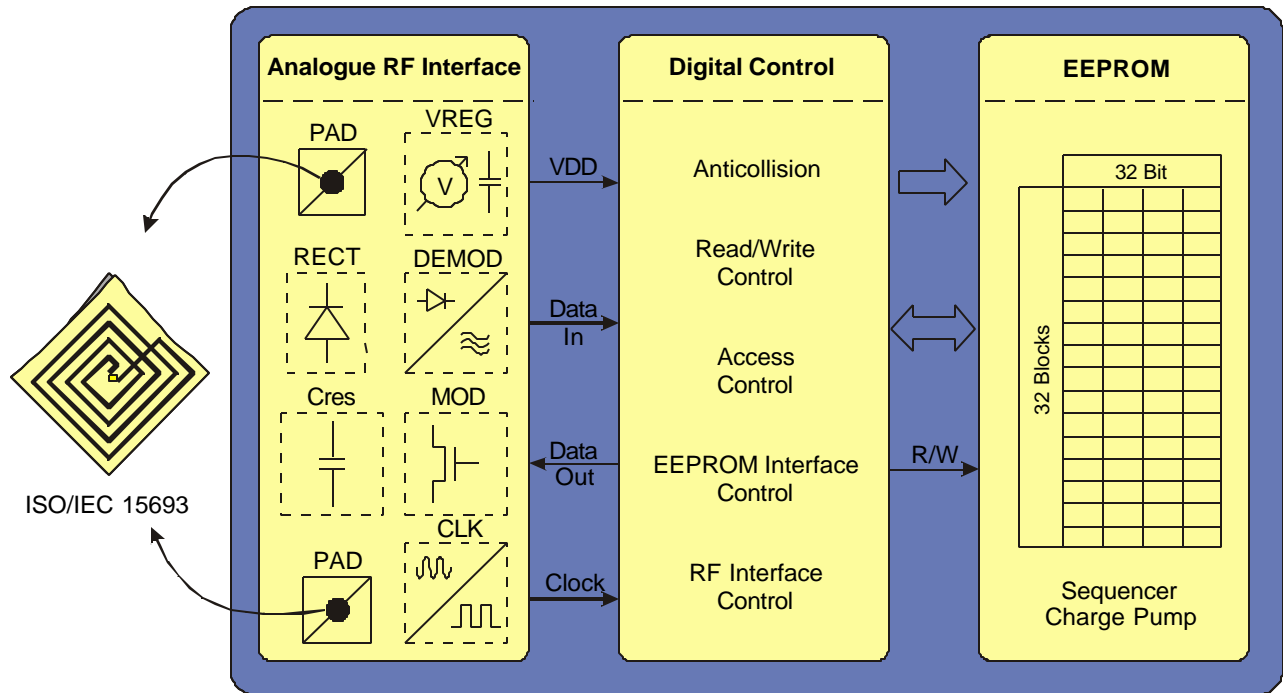 Analogue RF Interface
PAD
VREG
V
RECT
DEMOD
Cres
MOD
PAD
CLK
ISO/IEC 15693
VDD
Data
In
Data
Out
Clock
Digital Control
Anticollision
Read/Write
Control
Access
Control
EEPROM Interface
Control
RF Interface
Control
R/W
EEPROM
32 Bit
32 Blocks
Sequencer
Charge Pump